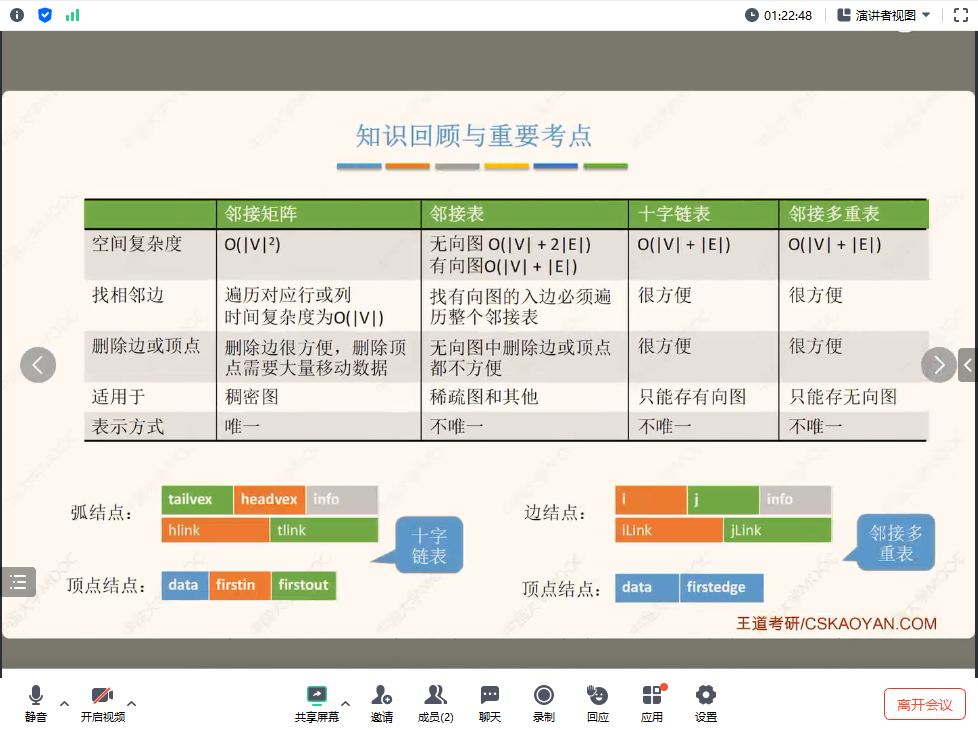 01:22:48 演讲者视图
知识回顾与重要考点
邻接矩阵 邻接表 十字链表 邻接多重表
空间复杂度 O(|V|²) 无向图 O(|V| + 2|E|) O(|V| + |E|) O(|V| + |E|)
有向图O(|V| + |E|)
找相邻边 遍历对应行或列 找有向图的入边必须遍 很方便 很方便
时间复杂度为O(|V|) 历整个邻接表
删除边或顶点 删除边很方便，删除顶 无向图中删除边或顶点 很方便 很方便
点需要大量移动数据 都不方便
适用于 稠密图 稀疏图和其他 只能存有向图 只能存无向图
表示方式 唯一 不唯一 不唯一 不唯一
弧结点： tailvex headvex info
hlink tlink
十字
链表
顶点结点： data firstin firstout
边结点： i j info
iLink jLink
邻接多
重表
顶点结点： data firstedge
王道考研/CSKAOYAN.COM
静音 开启视频 共享屏幕 邀请 成员(2) 聊天 录制 回应 应用 设置 离开会议